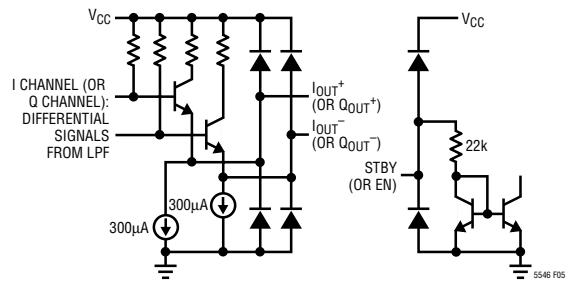 VCC
I CHANNEL (OR
Q CHANNEL):
DIFFERENTIAL
SIGNALS
FROM LPF
300µA
300µA
IOUT+
(OR QOUT+)
IOUT–
(OR QOUT–)
VCC
22k
STBY
(OR EN)
5546 F05